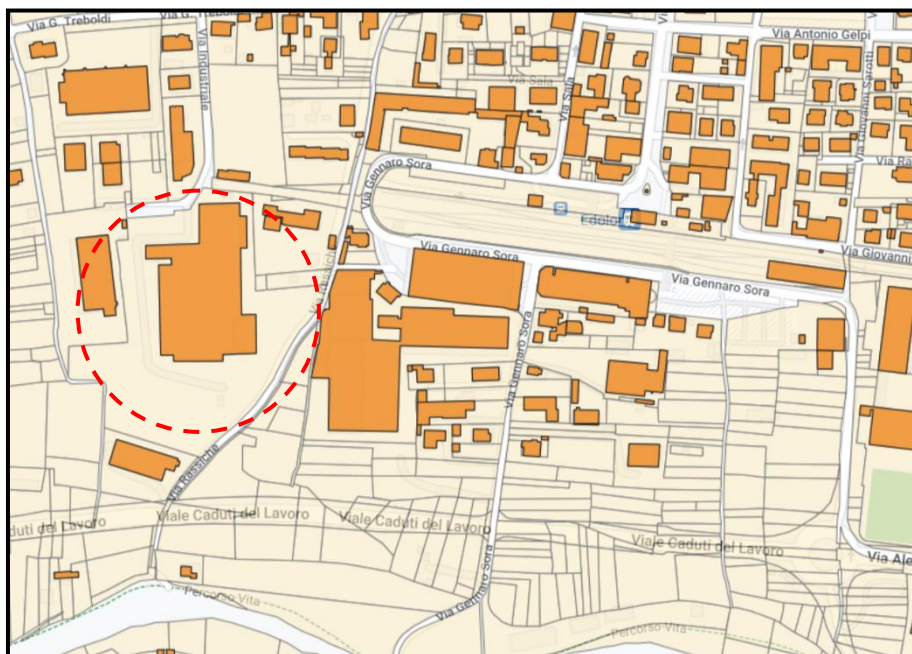 Via G. Treboldi
Via Industriale
Via Sala
Via Sala
Via Antonio Gelpi
Via Giovanni Sarotti
Via Ra
Via Gennaro Sora
Edolo
Via Gennaro Sora
Via Giovanni
Via Gennaro Sora
Via Rassiche
Via Gennaro Sora
Via Rassiche
duti del Lavoro
Viale Caduti del Lavoro
Viale Caduti del Lavoro
Viale Caduti del Lavoro
Via Ale
Percorso Vita
Via Gennaro Sora
Percorso Vita